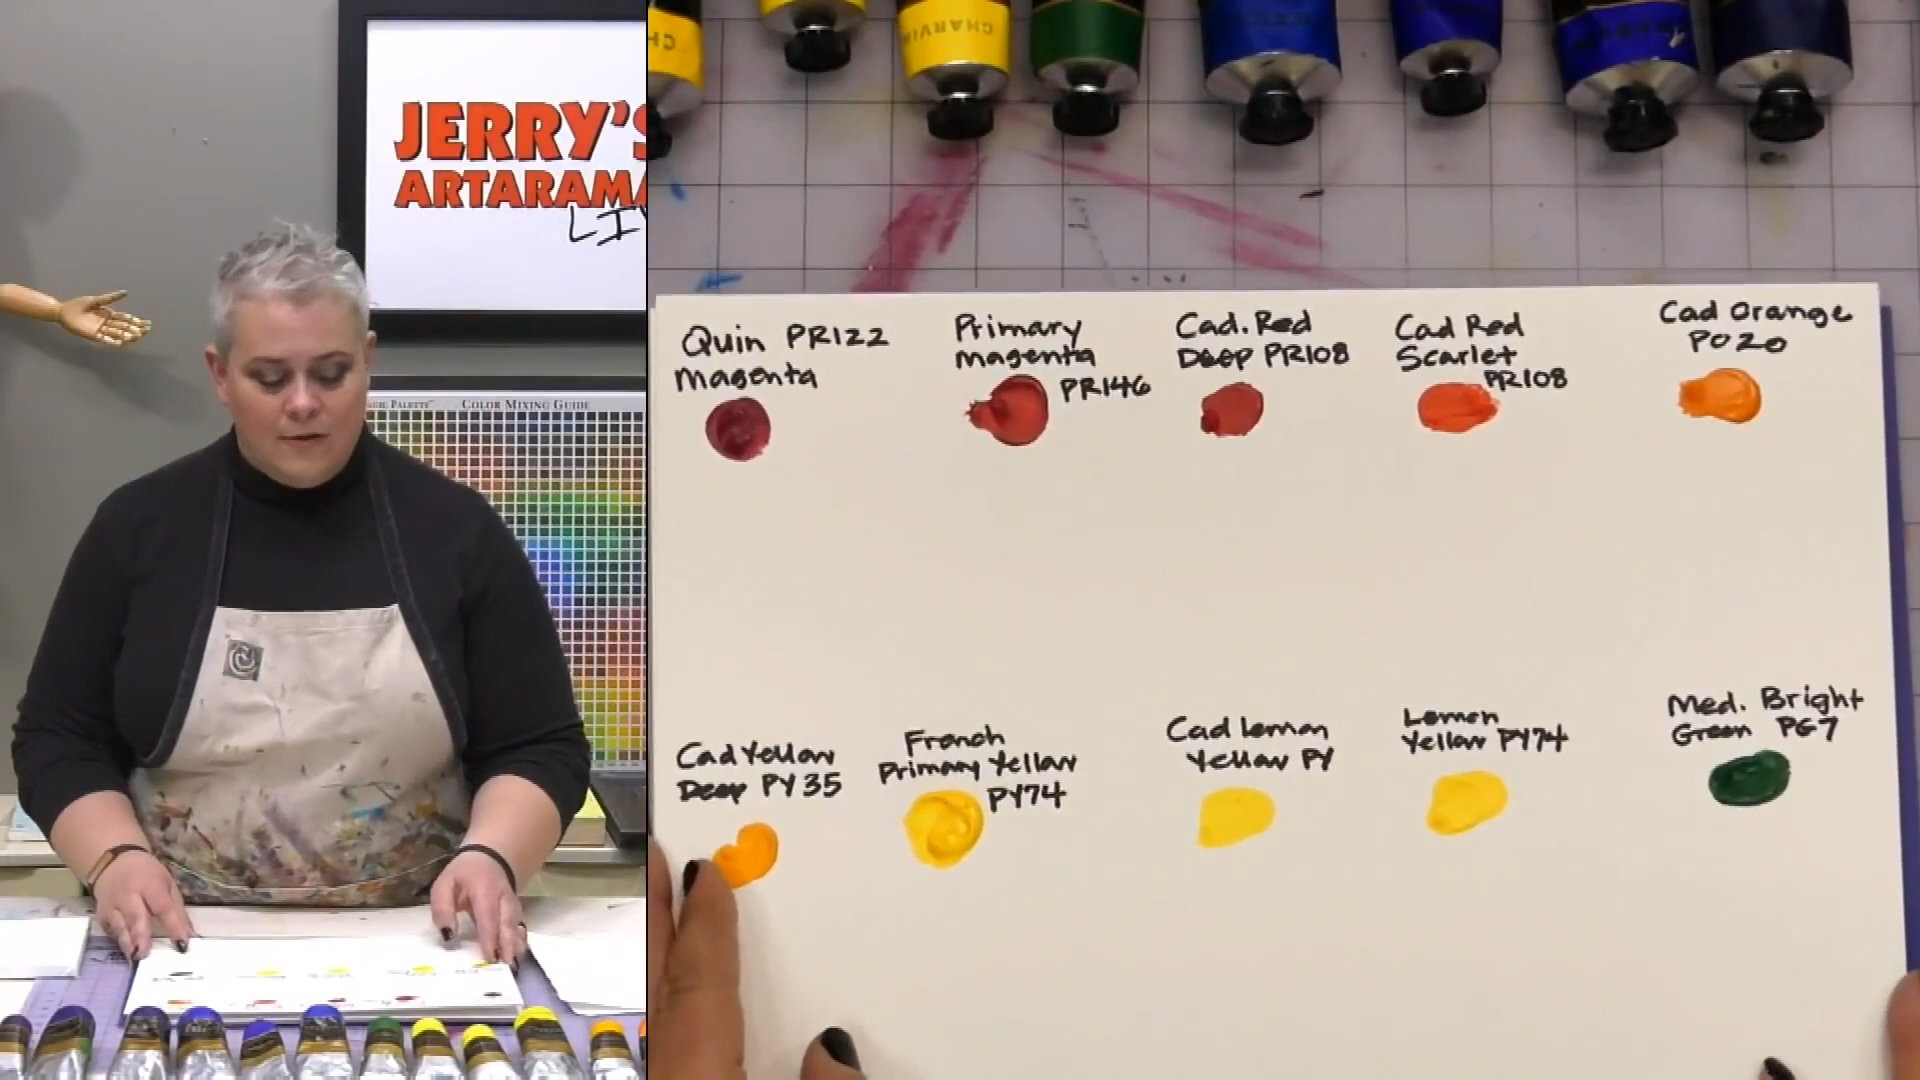 JERRY'S
ARTARAMA
COLOR MIXING GUIDE
CHARVIN
Quin PR122
Magenta
Primary
Magenta
PR146
Cad. Red
Deep PR108
Cad Red
Scarlet
PR108
Cad Orange
PO20
Cad Yellow
Deep PY35
French
Primary Yellow
PY74
Cad Lemon
Yellow PY
Lemon
Yellow PY74
Med. Bright
Green PG7